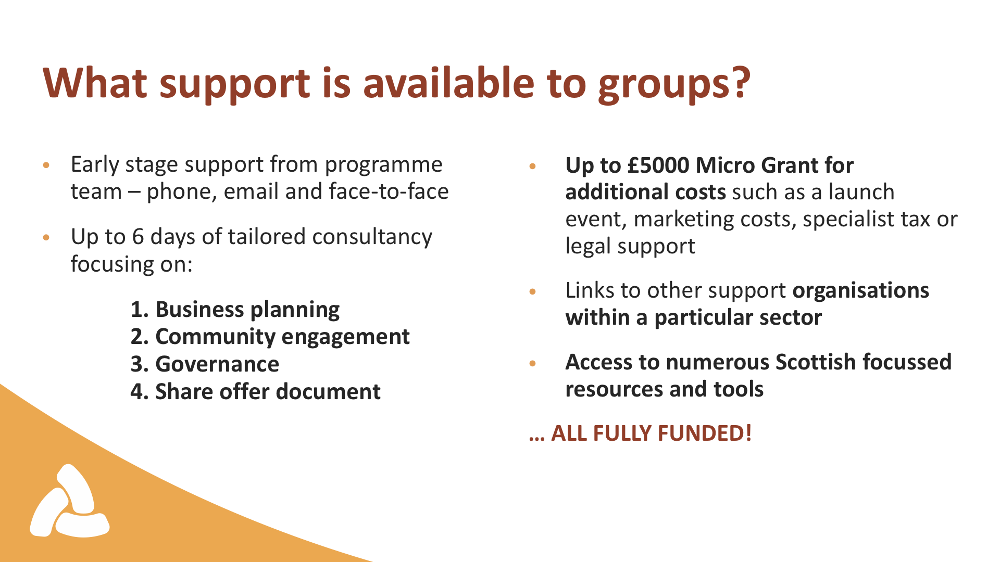 What support is available to groups?
• Early stage support from programme
team – phone, email and face-to-face
• Up to 6 days of tailored consultancy
focusing on:
1. Business planning
2. Community engagement
3. Governance
4. Share offer document
• Up to £5000 Micro Grant for
additional costs such as a launch
event, marketing costs, specialist tax or
legal support
• Links to other support organisations
within a particular sector
• Access to numerous Scottish focussed
resources and tools
... ALL FULLY FUNDED!